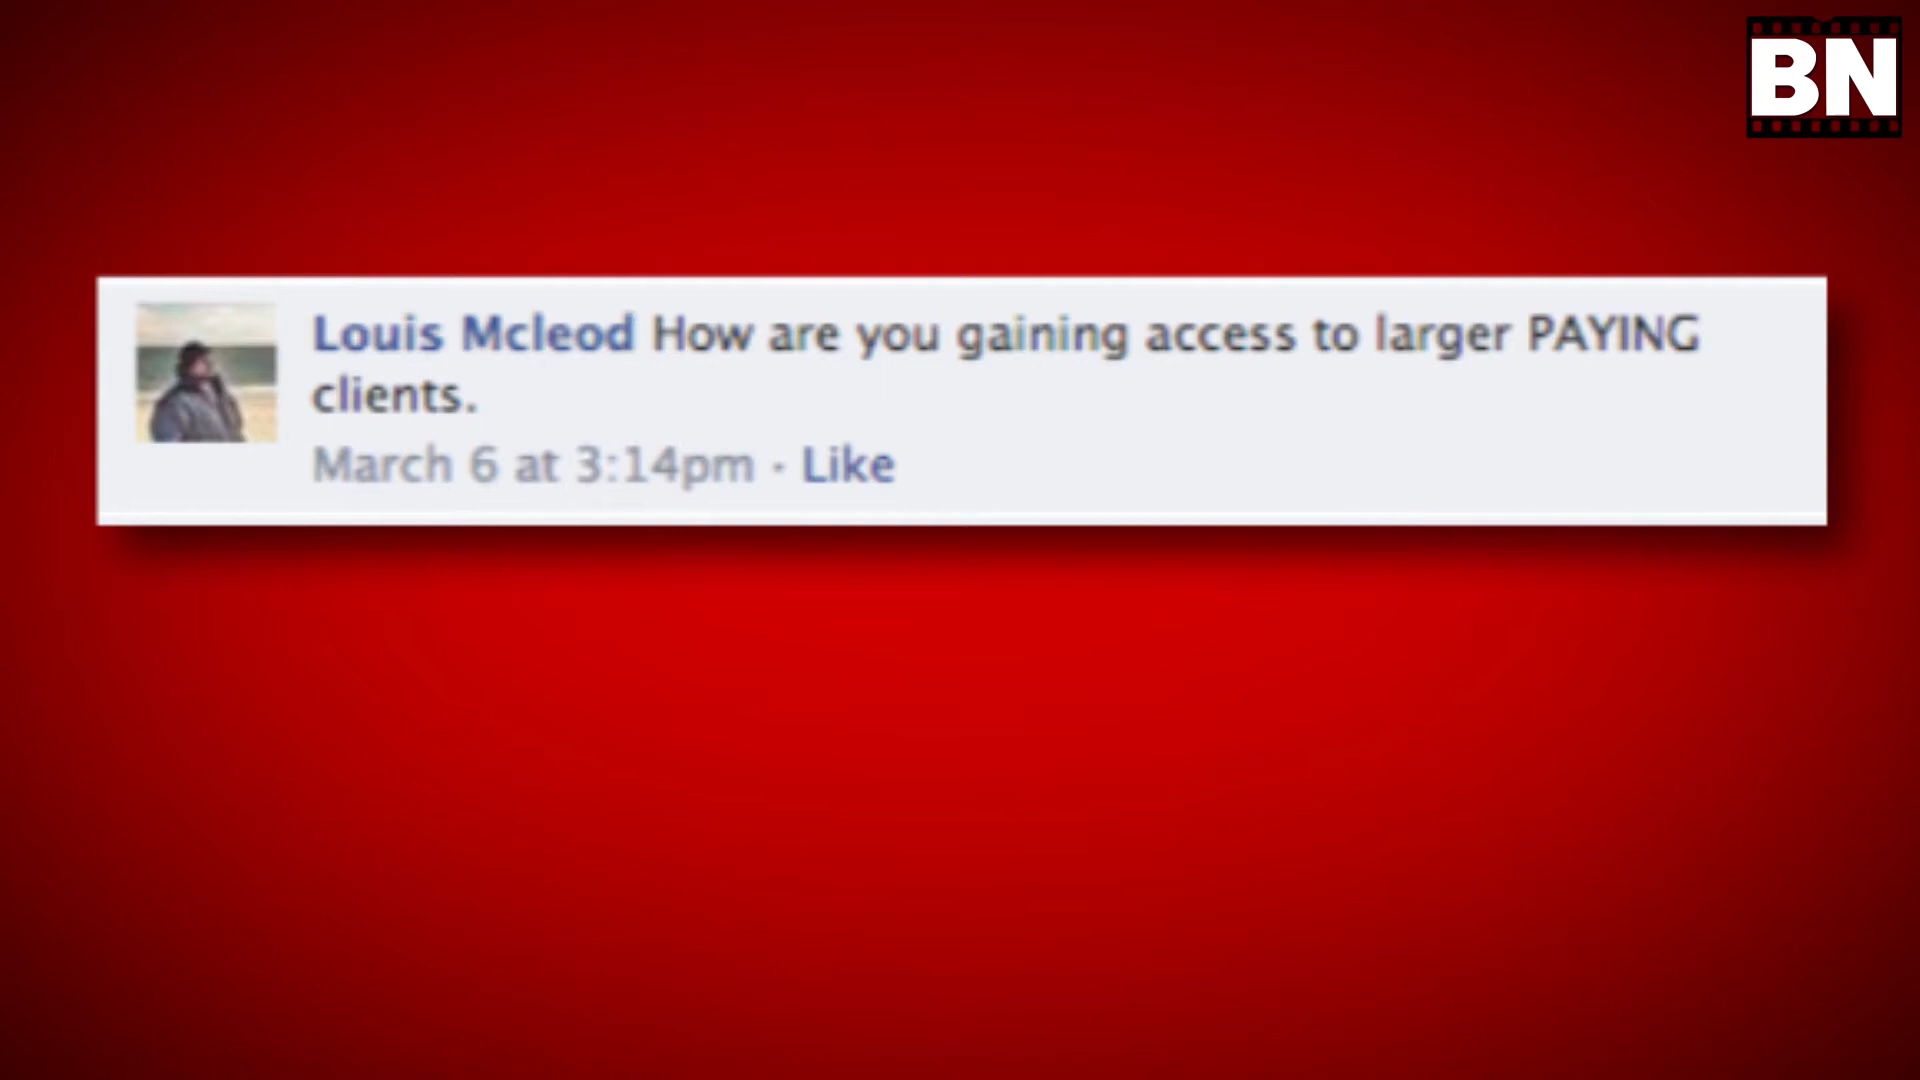 BN
Louis Mcleod How are you gaining access to larger PAYING
clients.
March 6 at 3:14pm · Like